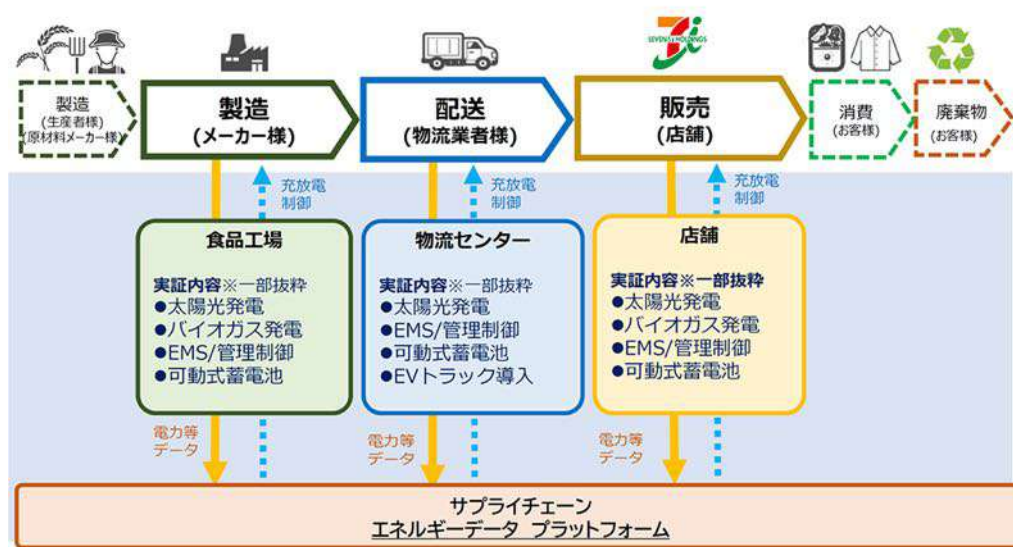 SEVEN & i HOLDINGS
製造
(生産者様)
(原材料メーカー様)
製造
(メーカー様)
配送
(物流業者様)
販売
(店舗)
消費
(お客様)
廃棄物
(お客様)
充放電
制御
充放電
制御
充放電
制御
食品工場
実証内容※一部抜粋
●太陽光発電
●バイオガス発電
●EMS/管理制御
●可動式蓄電池
物流センター
実証内容※一部抜粋
●太陽光発電
●EMS/管理制御
●可動式蓄電池
●EVトラック導入
店舗
実証内容※一部抜粋
●太陽光発電
●バイオガス発電
●EMS/管理制御
●可動式蓄電池
電力等
データ
電力等
データ
電力等
データ
サプライチェーン
エネルギーデータ プラットフォーム